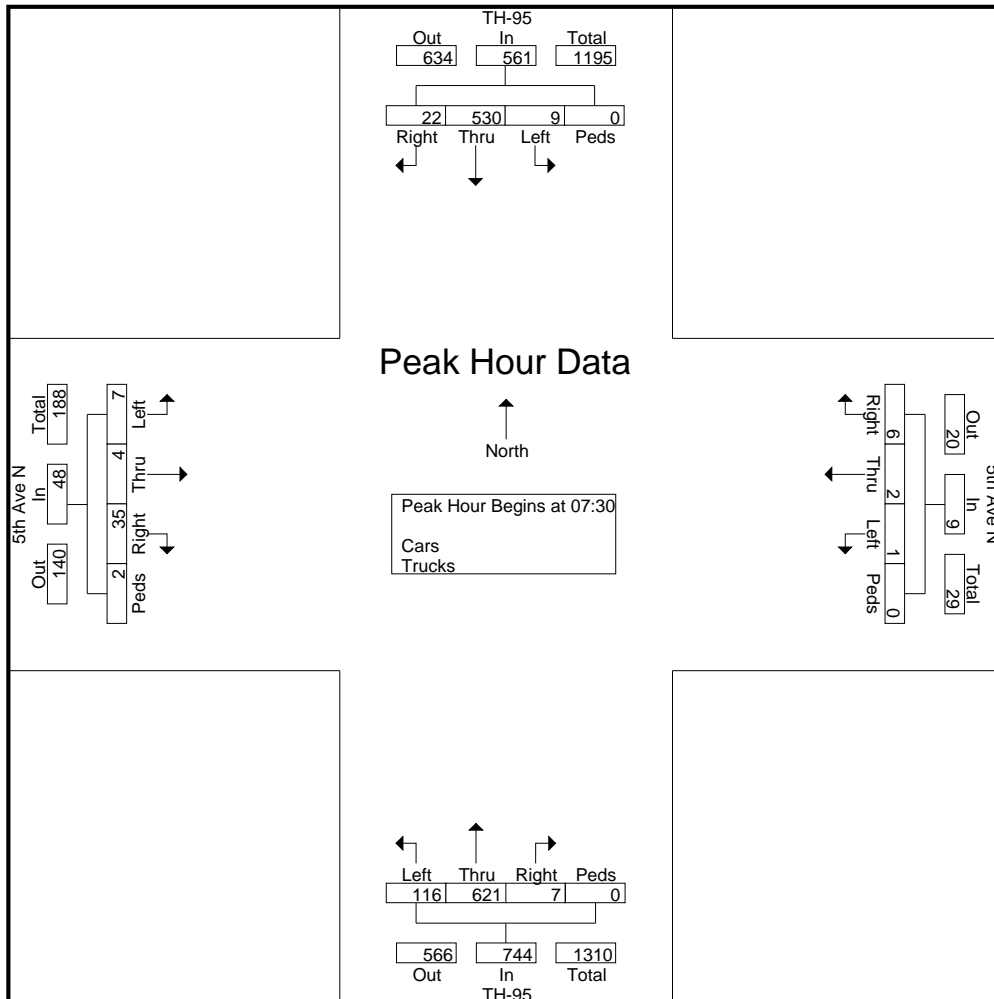 TH-95
Out In Total
634 561 1195
22 530 9 0
Right Thru Left Peds
Peak Hour Data
North
Peak Hour Begins at 07:30
Cars
Trucks
5th Ave N
Total In Out
188 48 140
7 4 35 2
Left Thru Right Peds
Right Thru Left Peds
6 2 1 0
Out In Total
20 9 29
5th Ave N
Left Thru Right Peds
116 621 7 0
566 744 1310
Out In Total
TH-95